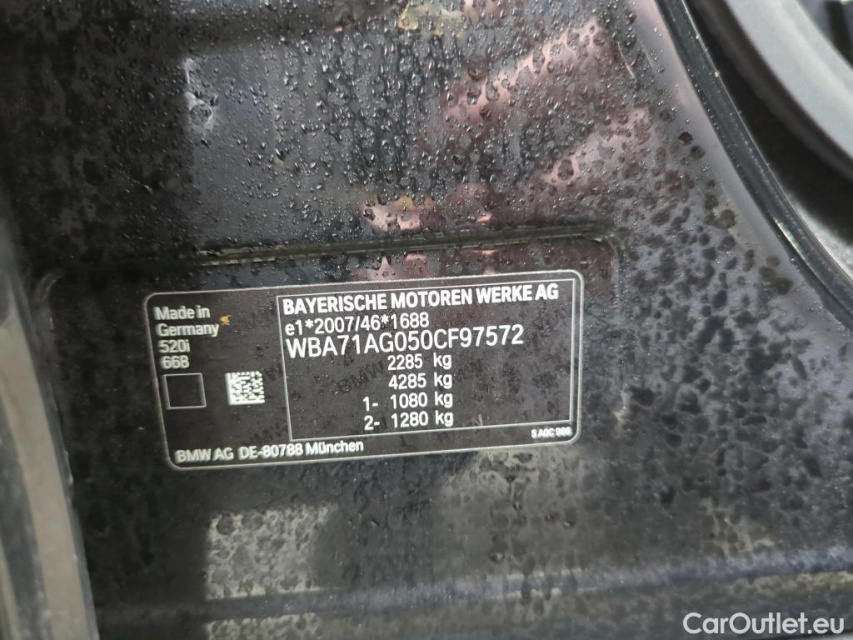 Made in
Germany
520i
668
BAYERISCHE MOTOREN WERKE AG
e1*2007/46*1688
WBA71AG050CF97572
2285 kg
4285 kg
1- 1080 kg
2- 1280 kg
BMW AG DE-80788 München
CarOutlet.eu